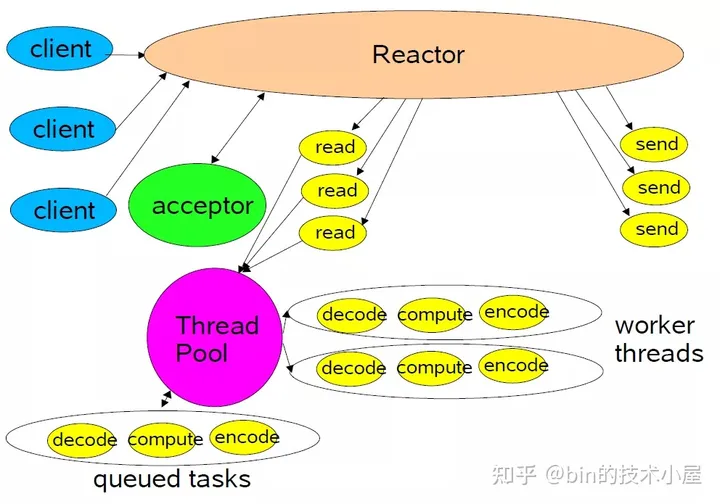 client
Reactor
client
client
acceptor
read
read
read
send
send
send
Thread
Pool
decode compute encode
decode compute encode
worker
threads
decode compute encode
queued tasks
知乎 @bin的技术小屋